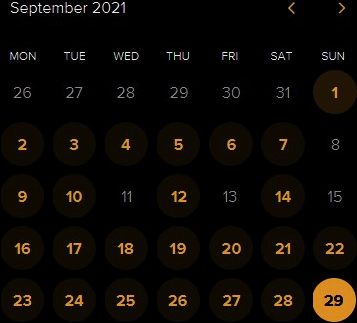 September 2021
MON TUE WED THU FRI SAT SUN
26 27 28 29 30 31 1
2 3 4 5 6 7 8
9 10 11 12 13 14 15
16 17 18 19 20 21 22
23 24 25 26 27 28 29